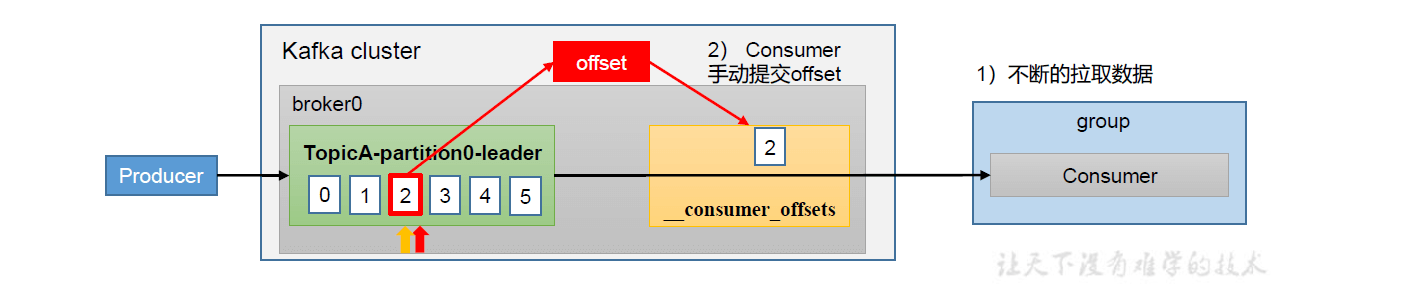 Kafka cluster
offset
2） Consumer
手动提交offset
1）不断的拉取数据
broker0
group
TopicA-partition0-leader
2
Producer
0 1 2 3 4 5
Consumer
__consumer_offsets
让天下没有难学的技术